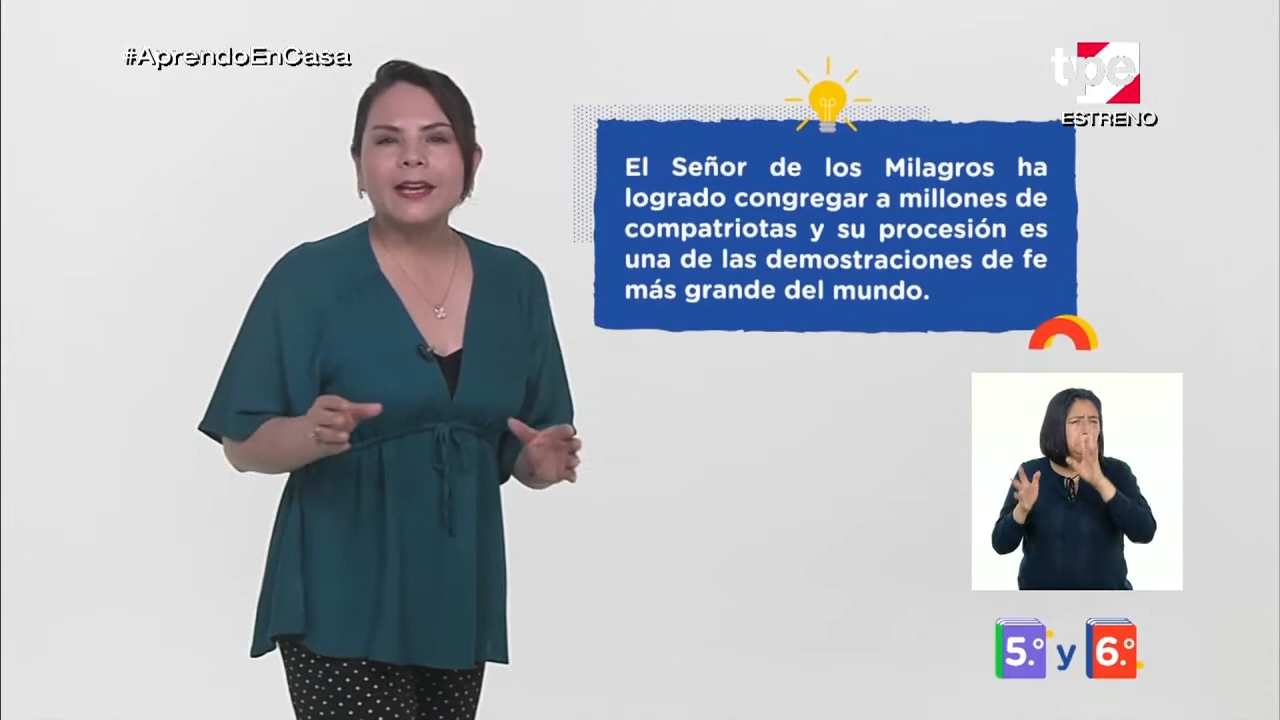 #AprendoEnCasa
tvpe
ESTRENO
El Señor de los Milagros ha
logrado congregar a millones de
compatriotas y su procesión es
una de las demostraciones de fe
más grande del mundo.
5.º y 6.º